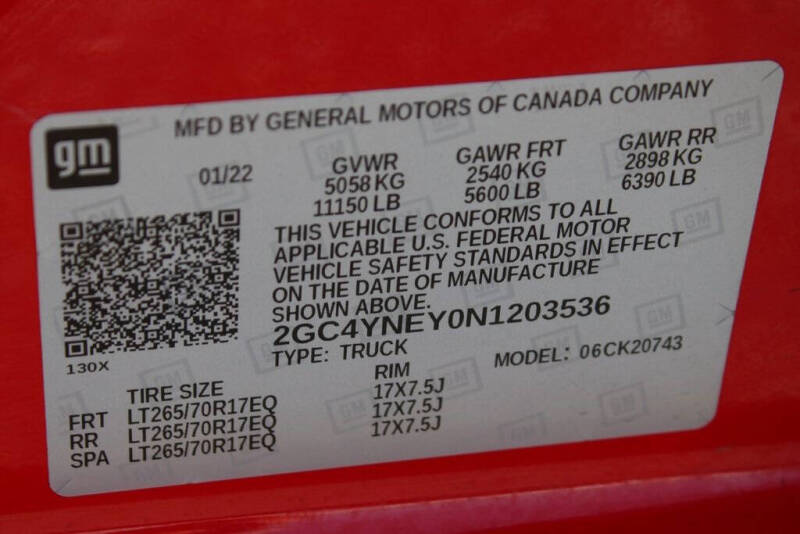 gm
MFD BY GENERAL MOTORS OF CANADA COMPANY
01/22
GVWR GAWR FRT GAWR RR
5058 KG 2540 KG 2898 KG
11150 LB 5600 LB 6390 LB
THIS VEHICLE CONFORMS TO ALL
APPLICABLE U.S. FEDERAL MOTOR
VEHICLE SAFETY STANDARDS IN EFFECT
ON THE DATE OF MANUFACTURE
SHOWN ABOVE.
2GC4YNEY0N1203536
130X
TYPE: TRUCK MODEL: 06CK20743
TIRE SIZE RIM
FRT LT265/70R17EQ 17X7.5J
RR LT265/70R17EQ 17X7.5J
SPA LT265/70R17EQ 17X7.5J